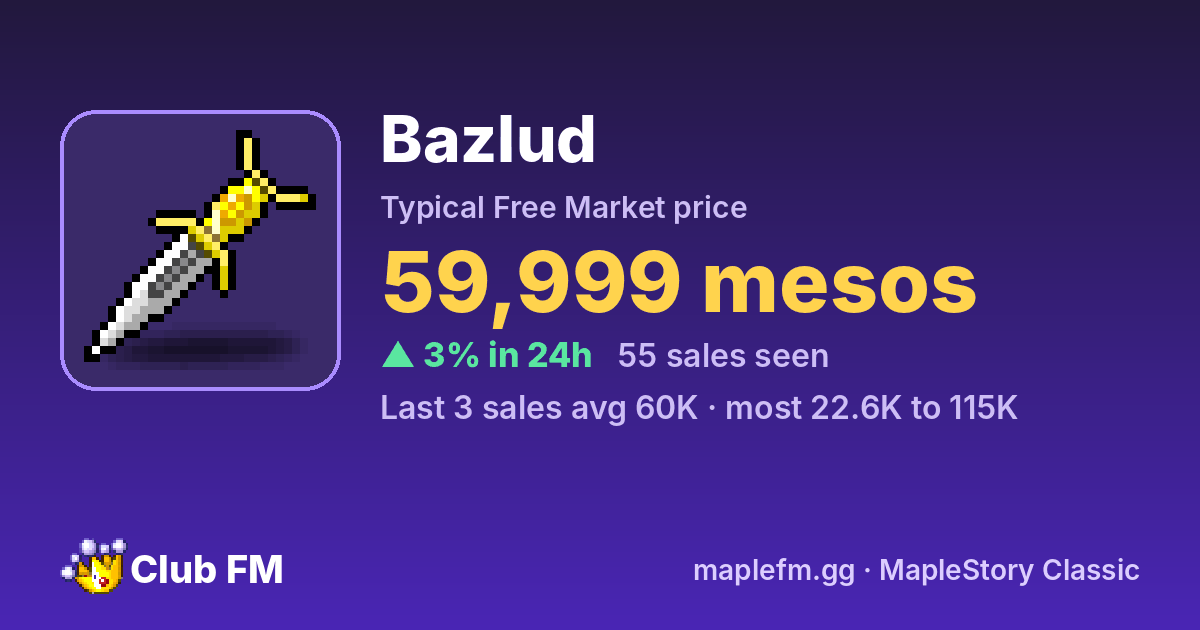 Bazlud
Typical Free Market price
59,999 mesos
▲ 3% in 24h 55 sales seen
Last 3 sales avg 60K · most 22.6K to 115K
Club FM
maplefm.gg · MapleStory Classic